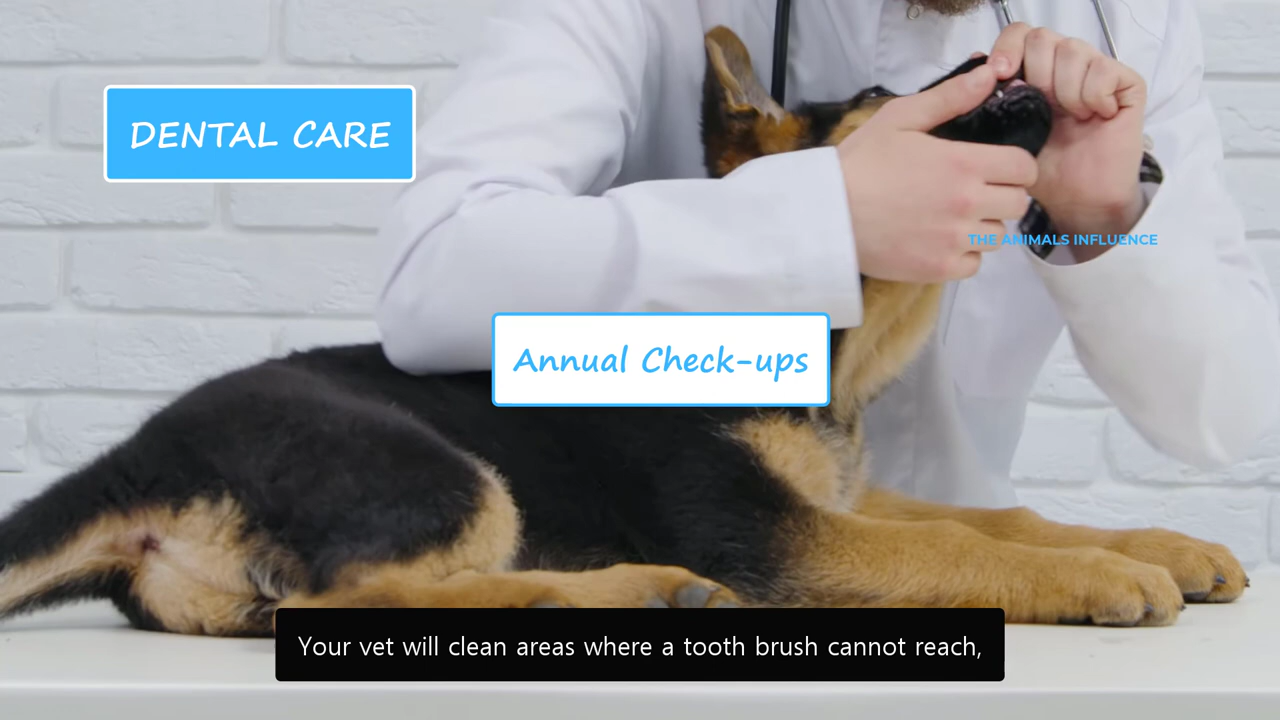 DENTAL CARE
THE ANIMALS INFLUENCE
Annual Check-ups
Your vet will clean areas where a tooth brush cannot reach,